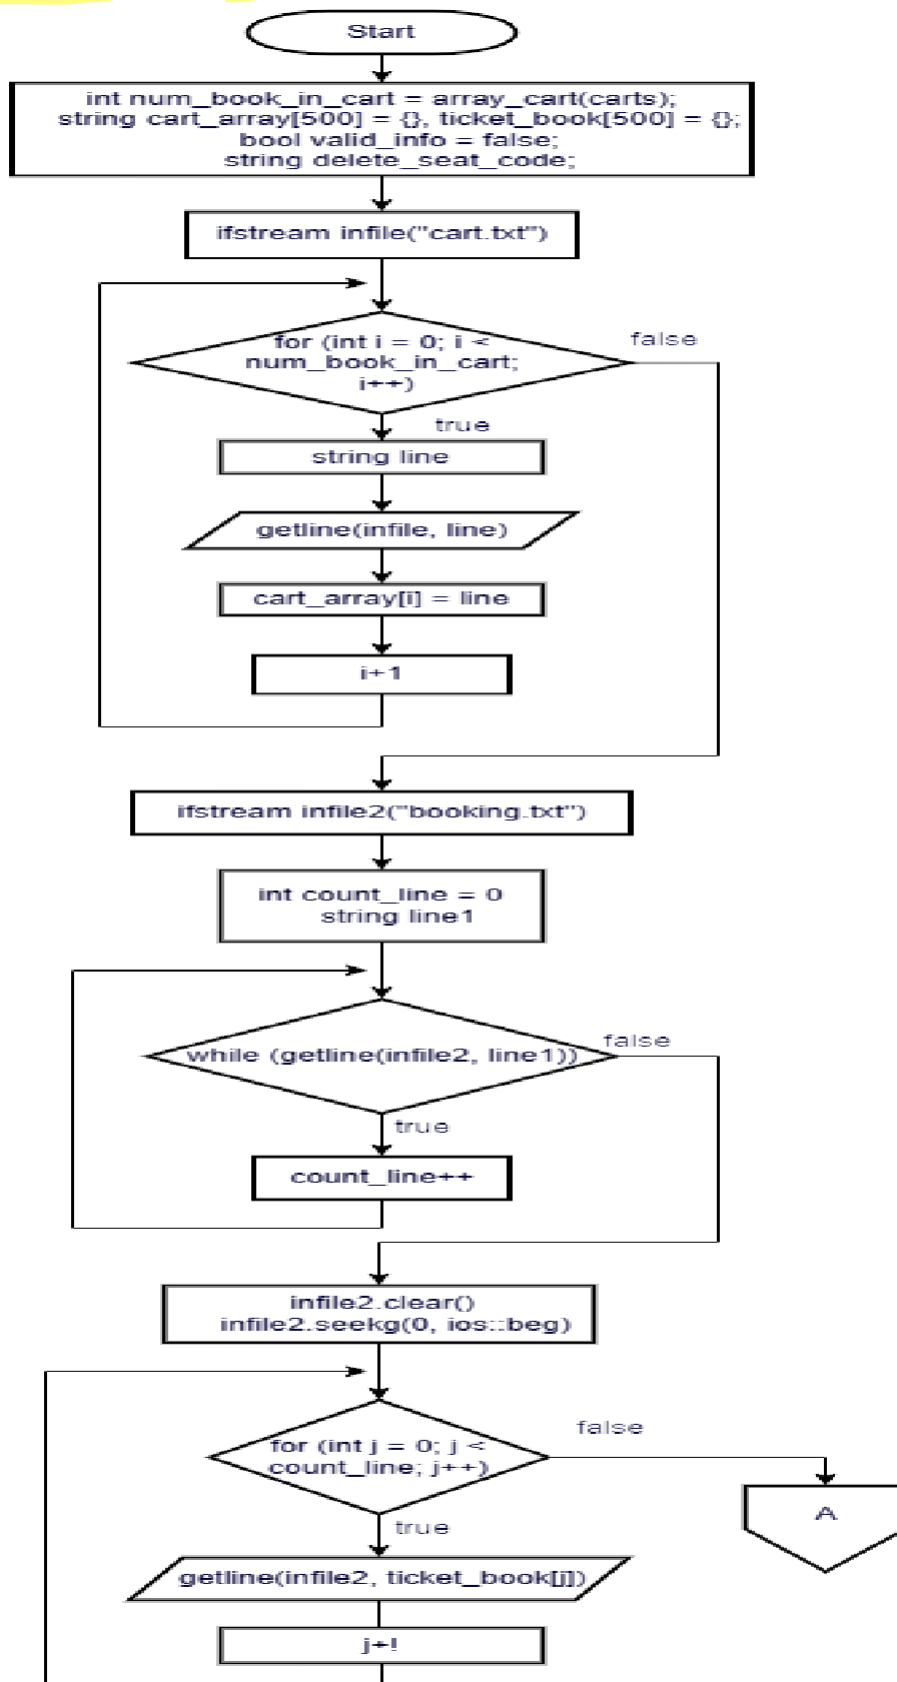 Start
int num_book_in_cart = array_cart(carts);
string cart_array[500] = {}, ticket_book[500] = {};
bool valid_info = false;
string delete_seat_code;
ifstream infile("cart.txt")
for (int i = 0; i <
num_book_in_cart;
i++)
false
true
string line
getline(infile, line)
cart_array[i] = line
i+1
ifstream infile2("booking.txt")
int count_line = 0
string line1
while (getline(infile2, line1))
false
true
count_line++
infile2.clear()
infile2.seekg(0, ios::beg)
for (int j = 0; j <
count_line; j++)
false
A
true
getline(infile2, ticket_book[j])
j+!